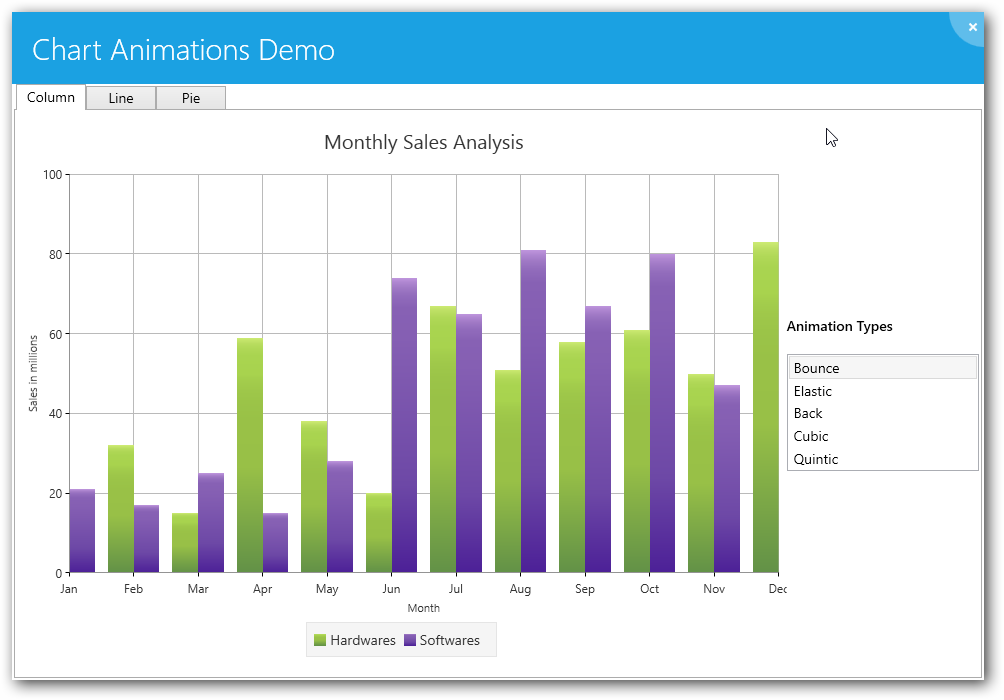 Chart Animations Demo
Column
Line
Pie
Monthly Sales Analysis
100
80
60
40
20
0
Sales in millions
Jan
Feb
Mar
Apr
May
Jun
Jul
Aug
Sep
Oct
Nov
Dec
Month
Hardwares
Softwares
Animation Types
Bounce
Elastic
Back
Cubic
Quintic